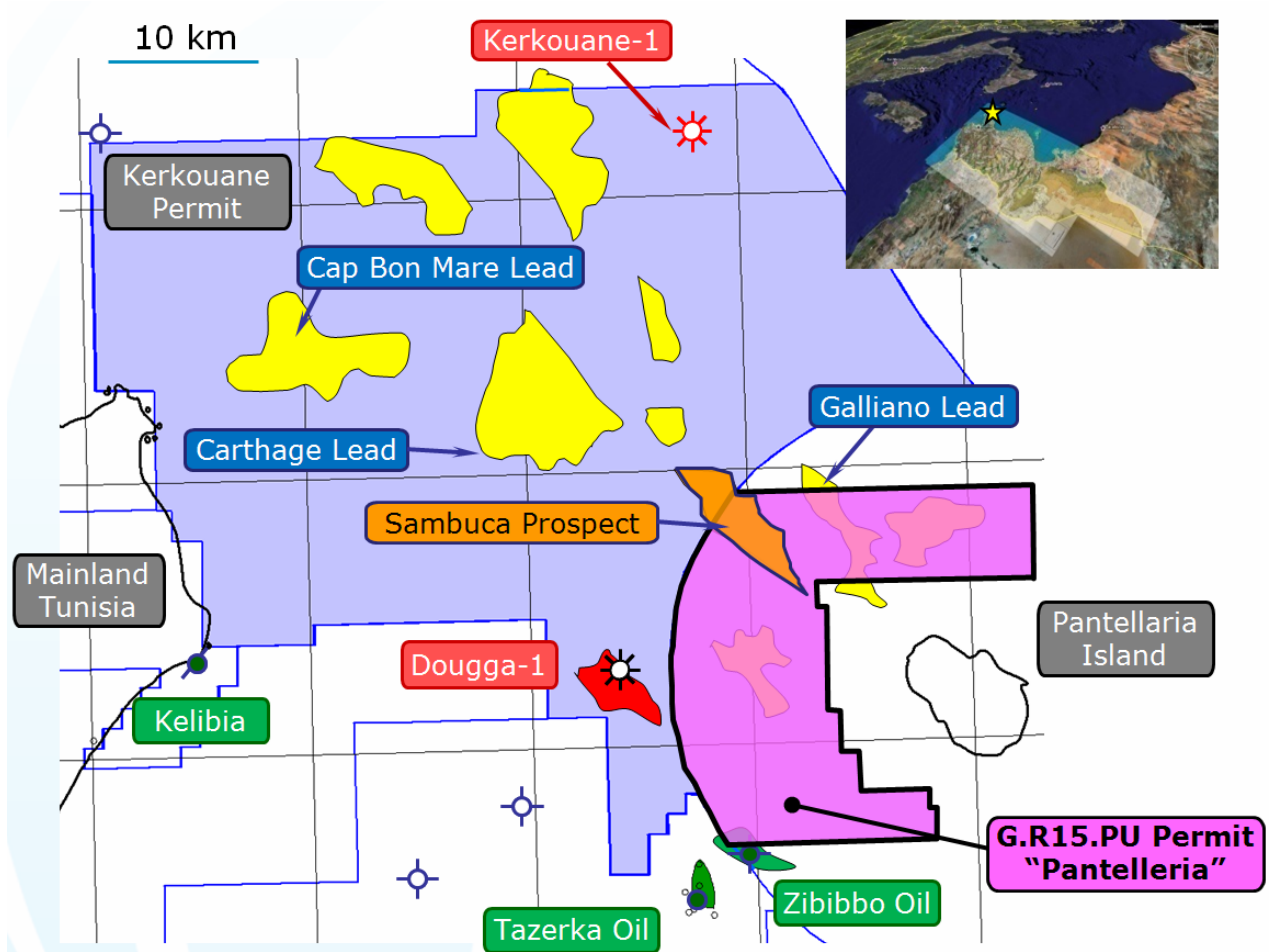 10 km
Kerkouane-1
Kerkouane
Permit
Cap Bon Mare Lead
Galliano Lead
Carthage Lead
Sambuca Prospect
Mainland
Tunisia
Pantellaria
Island
Dougga-1
Kelibia
G.R15.PU Permit
“Pantelleria”
Zibibbo Oil
Tazerka Oil